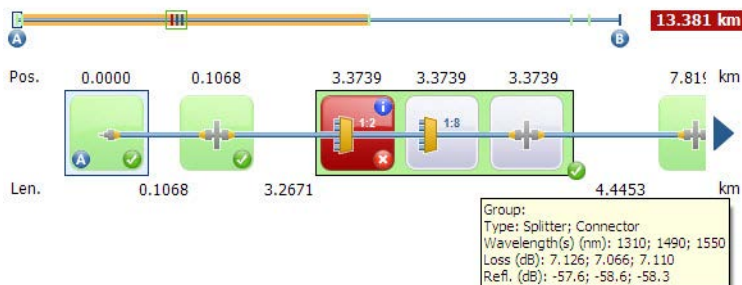 A
B
13.381 km
Pos. 0.0000 0.1068 3.3739 3.3739 3.3739 7.819
i
1:2 1:8
A
Len. 0.1068 3.2671 4.4453 km
Group:
Type: Splitter; Connector
Wavelength(s) (nm): 1310; 1490; 1550
Loss (dB): 7.126; 7.066; 7.110
Refl. (dB): -57.6; -58.6; -58.3